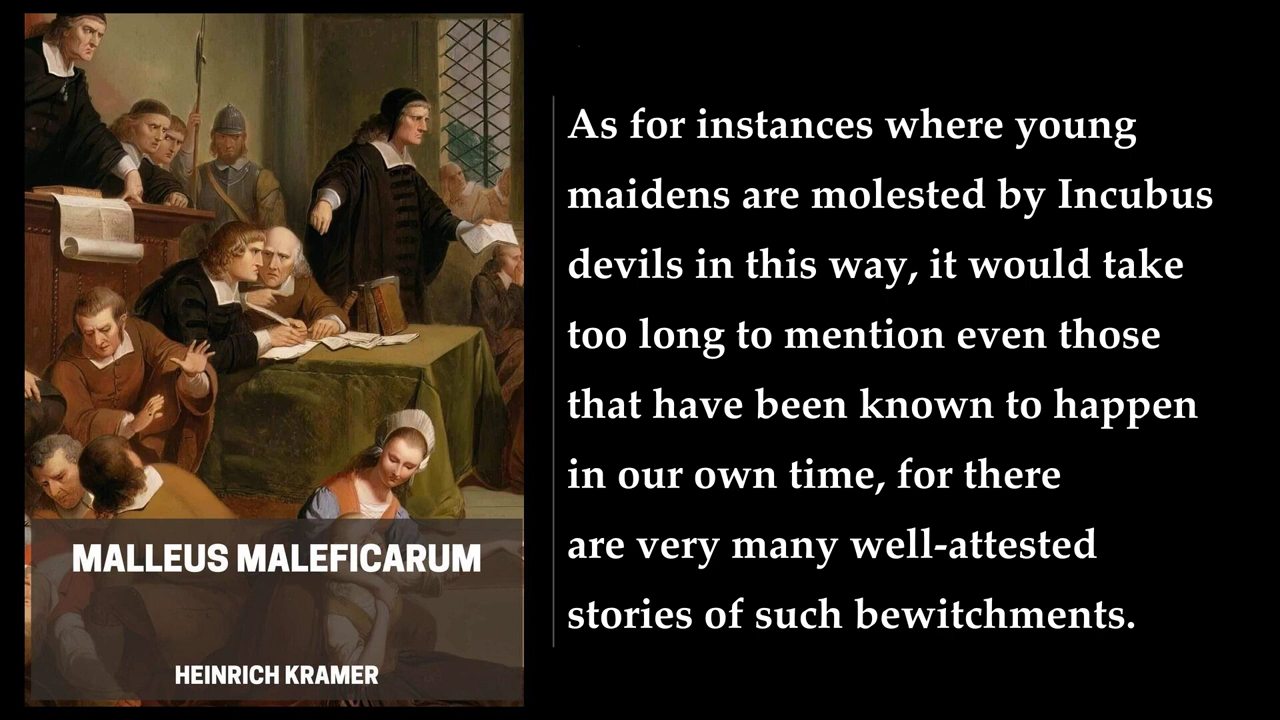 MALLEUS MALEFICARUM
HEINRICH KRAMER
As for instances where young
maidens are molested by Incubus
devils in this way, it would take
too long to mention even those
that have been known to happen
in our own time, for there
are very many well-attested
stories of such bewitchments.